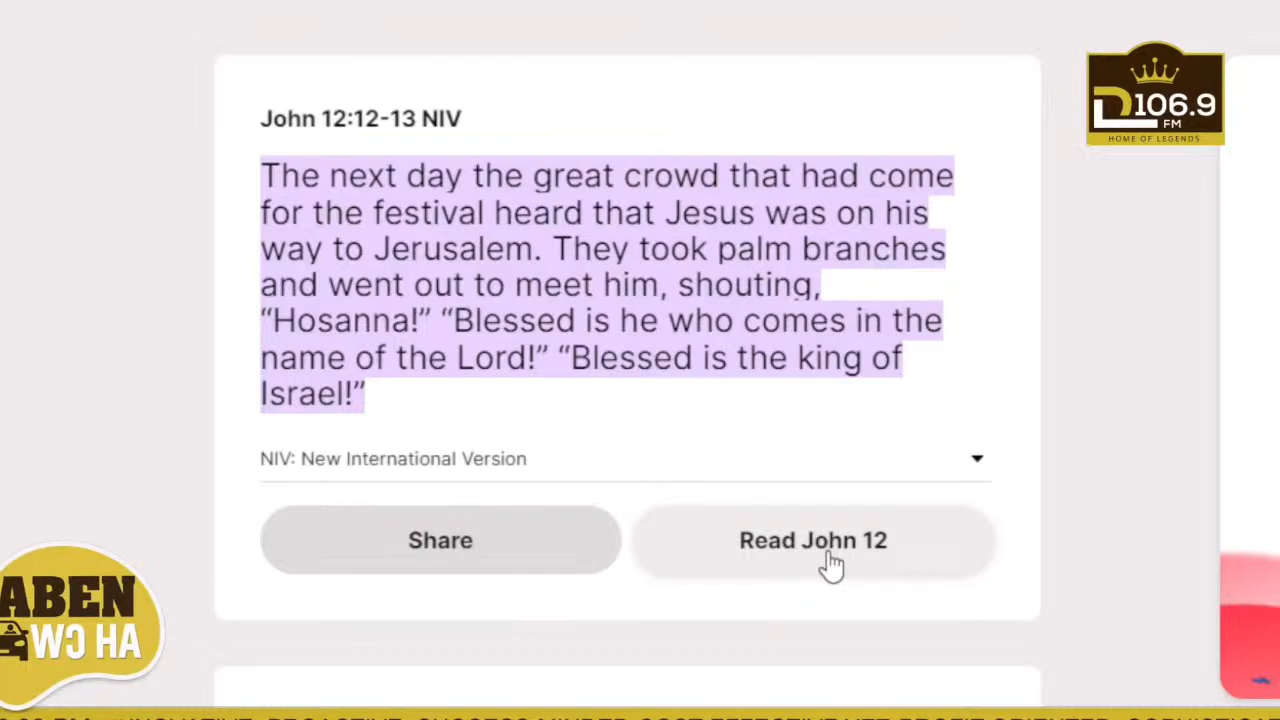 John 12:12-13 NIV
The next day the great crowd that had come
for the festival heard that Jesus was on his
way to Jerusalem. They took palm branches
and went out to meet him, shouting,
“Hosanna!” “Blessed is he who comes in the
name of the Lord!” “Blessed is the king of
Israel!”
NIV: New International Version
Share
Read John 12
D106.9
FM
HOME OF LEGENDS
ABEN
WƆ HA